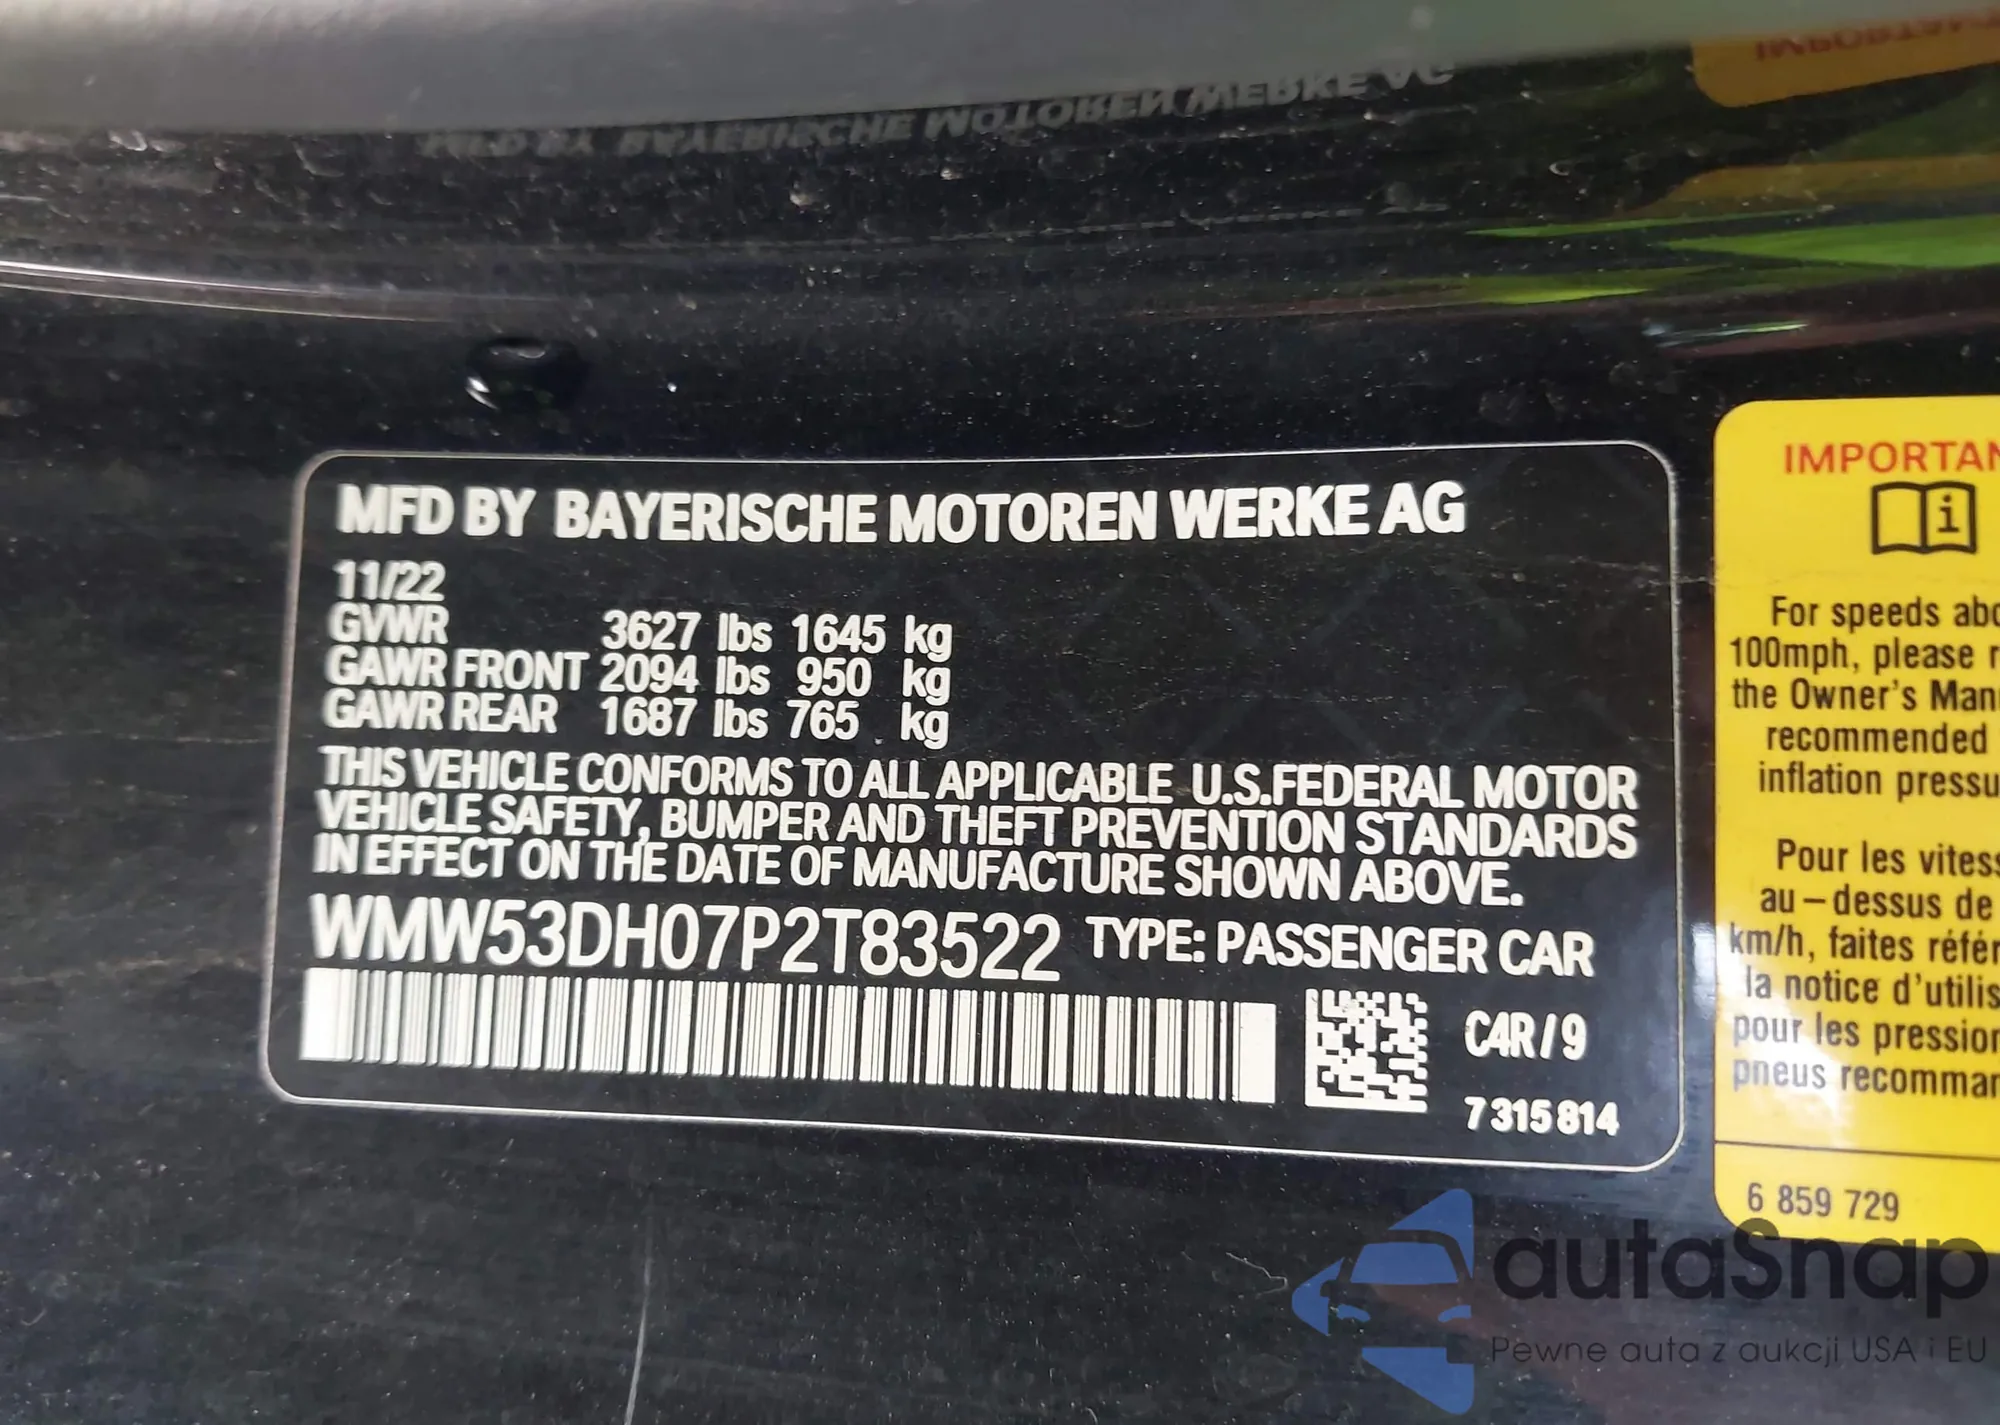 MFD BY BAYERISCHE MOTOREN WERKE AG
11/22
GVWR 3627 lbs 1645 kg
GAWR FRONT 2094 lbs 950 kg
GAWR REAR 1687 lbs 765 kg
THIS VEHICLE CONFORMS TO ALL APPLICABLE U.S.FEDERAL MOTOR
VEHICLE SAFETY, BUMPER AND THEFT PREVENTION STANDARDS
IN EFFECT ON THE DATE OF MANUFACTURE SHOWN ABOVE.
WMW53DH07P2T83522 TYPE: PASSENGER CAR
C4R/9
7 315 814
IMPORTAN
i
For speeds abo
100mph, please r
the Owner's Man
recommended
inflation pressu
Pour les vitess
au-dessus de
km/h, faites référ
la notice d'utilis
pour les pression
pneus recomman
6 859 729
autaSnap
Pewne auta z aukcji USA i EU